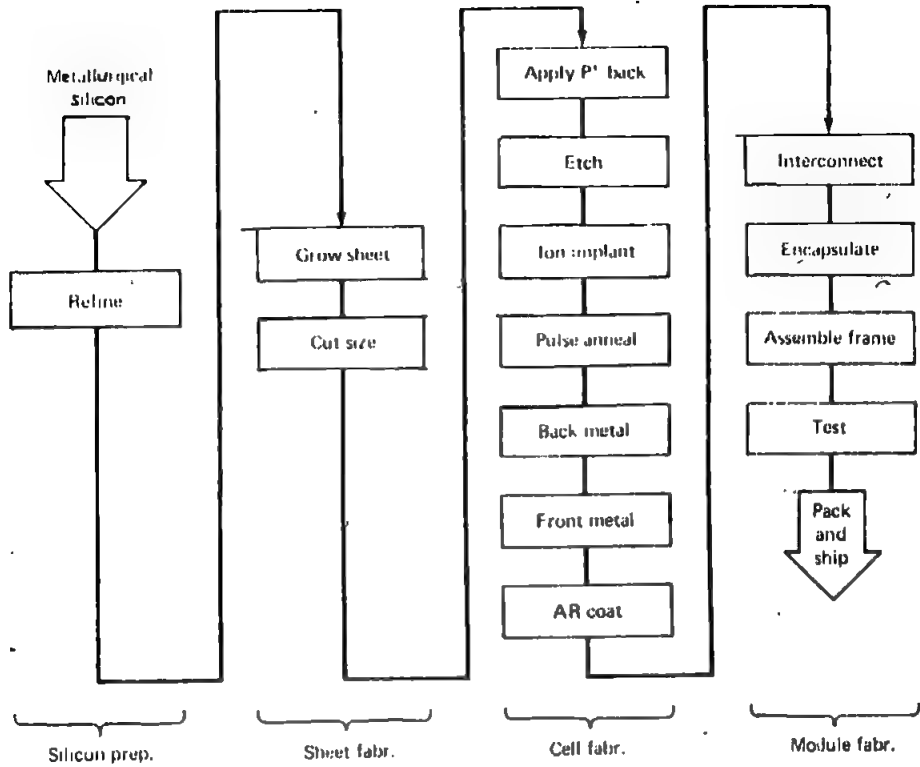 Metallurgical
silicon
Refine
Silicon prep.
Grow sheet
Cut size
Sheet fabr.
Apply P⁺ back
Etch
Ion implant
Pulse anneal
Back metal
Front metal
AR coat
Cell fabr.
Interconnect
Encapsulate
Assemble frame
Test
Pack
and
ship
Module fabr.